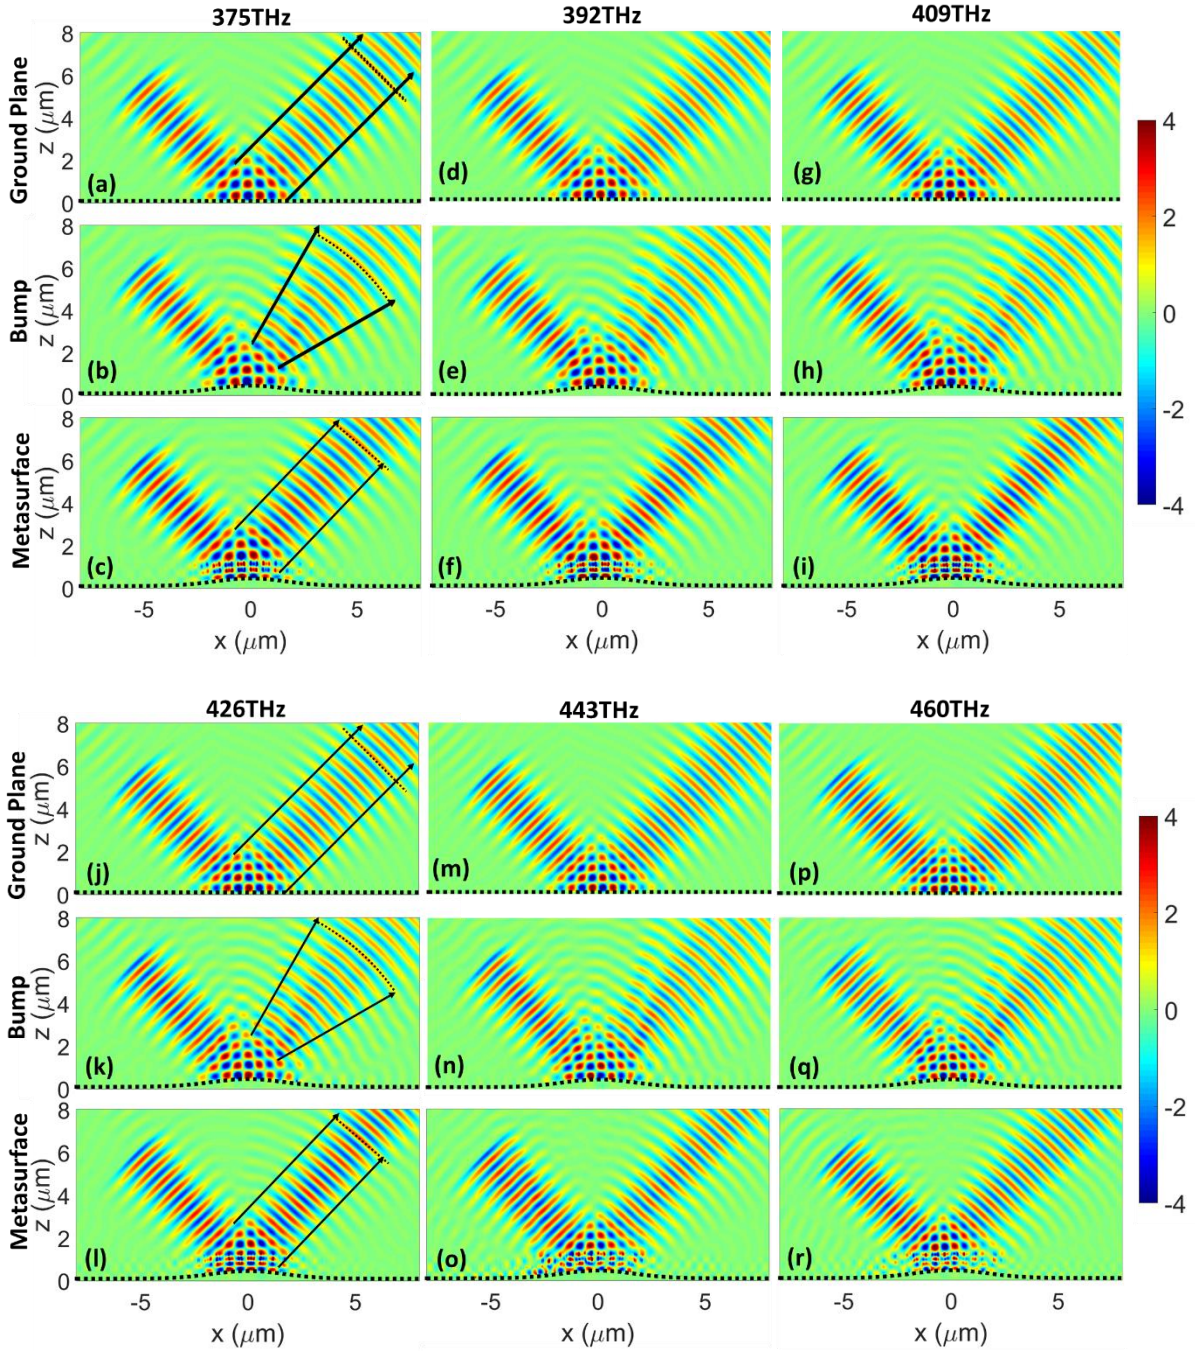 375THz 392THz 409THz
Ground Plane
z (μm)
8
6
4
2
0
(a) (d) (g)
Bump
z (μm)
8
6
4
2
0
(b) (e) (h)
Metasurface
z (μm)
8
6
4
2
0
(c) (f) (i)
-5 0 5 -5 0 5 -5 0 5
x (μm) x (μm) x (μm)
4
2
0
-2
-4
426THz 443THz 460THz
Ground Plane
z (μm)
8
6
4
2
0
(j) (m) (p)
Bump
z (μm)
8
6
4
2
0
(k) (n) (q)
Metasurface
z (μm)
8
6
4
2
0
(l) (o) (r)
-5 0 5 -5 0 5 -5 0 5
x (μm) x (μm) x (μm)
4
2
0
-2
-4